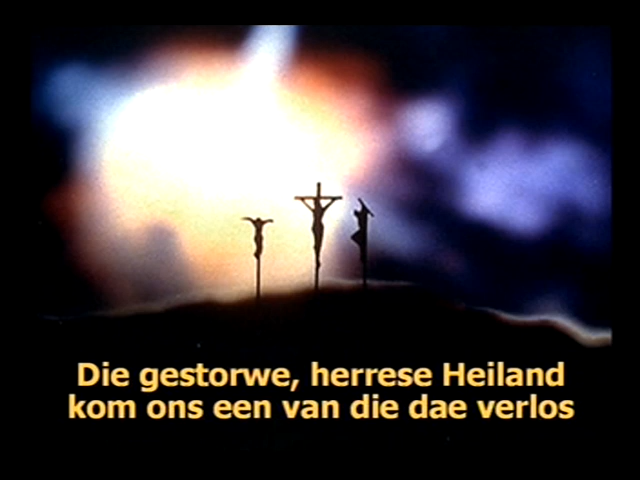 Die gestorwe, herrese Heiland
kom ons een van die dae verlos